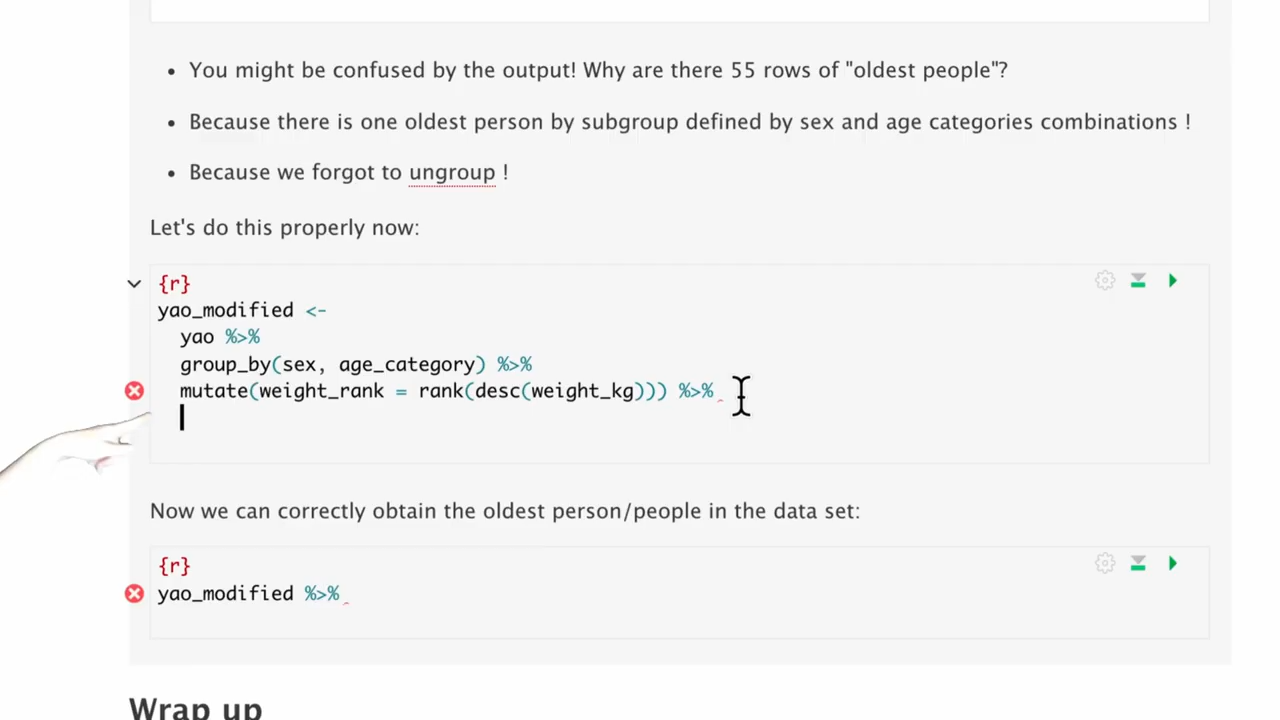 You might be confused by the output! Why are there 55 rows of "oldest people"?
Because there is one oldest person by subgroup defined by sex and age categories combinations !
Because we forgot to ungroup !
Let's do this properly now:
{r}
yao_modified <-
yao %>%
group_by(sex, age_category) %>%
mutate(weight_rank = rank(desc(weight_kg))) %>%
Now we can correctly obtain the oldest person/people in the data set:
{r}
yao_modified %>%
Wrap up